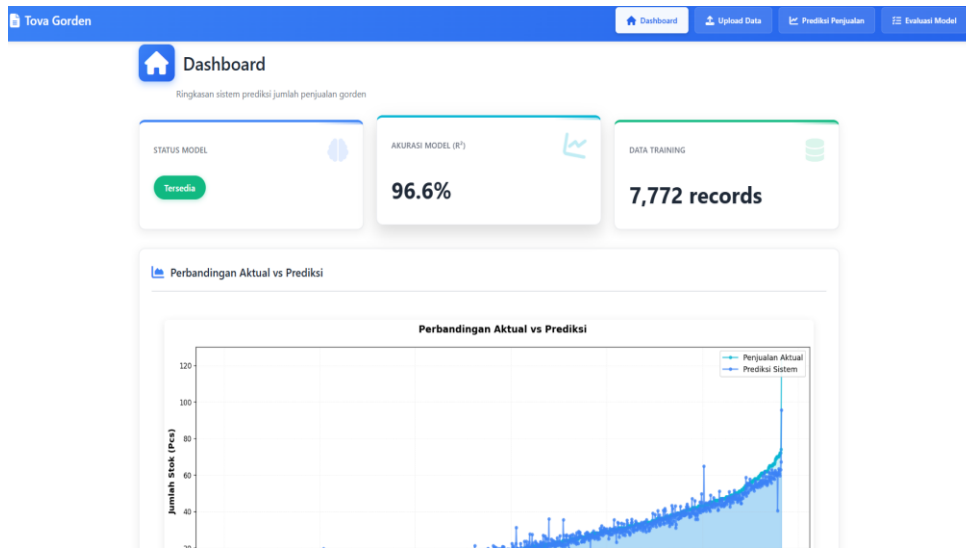 Tova Gorden
Dashboard
Upload Data
Prediksi Penjualan
Evaluasi Model
Dashboard
Ringkasan sistem prediksi jumlah penjualan gorden
STATUS MODEL
Tersedia
AKURASI MODEL (R²)
96.6%
DATA TRAINING
7,772 records
Perbandingan Aktual vs Prediksi
Perbandingan Aktual vs Prediksi
Penjualan Aktual
Prediksi Sistem
120
100
80
60
40
20
Jumlah Stok (Pcs)